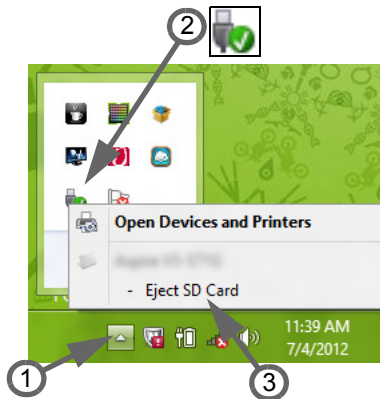 2
Open Devices and Printers
- Eject SD Card
11:39 AM
7/4/2012
1
3